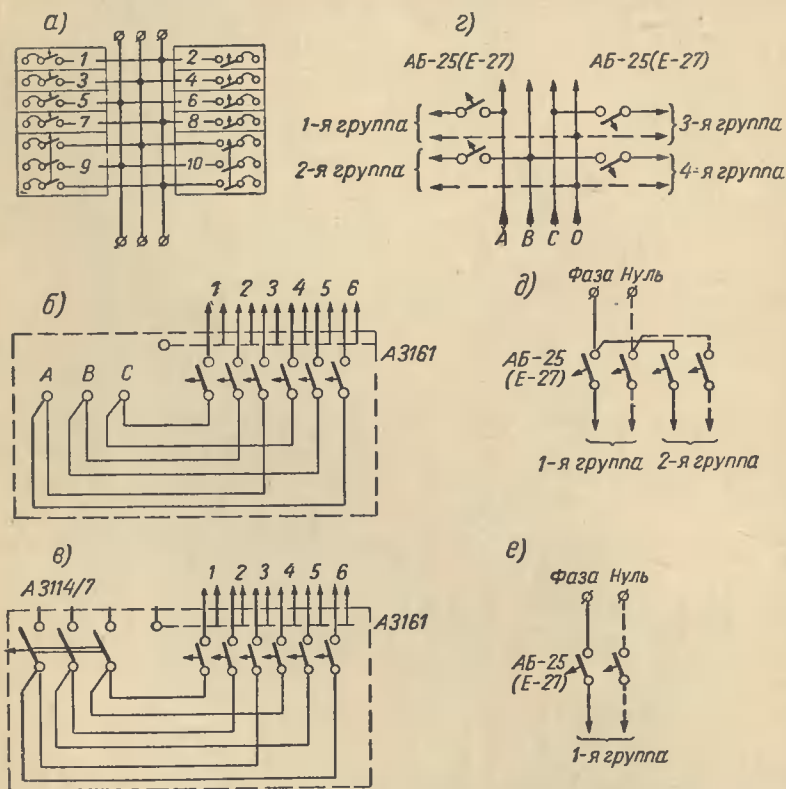 а)
1 2
3 4
5 6
7 8
9 10
г)
АБ-25(Е-27) АБ-25(Е-27)
1-я группа 3-я группа
2-я группа 4-я группа
А В С О
б)
1 2 3 4 5 6
А3161
А В С
д)
Фаза Нуль
АБ-25
(Е-27)
1-я группа 2-я группа
в)
А3114/7
1 2 3 4 5 6
А3161
е)
Фаза Нуль
АБ-25
(Е-27)
1-я группа